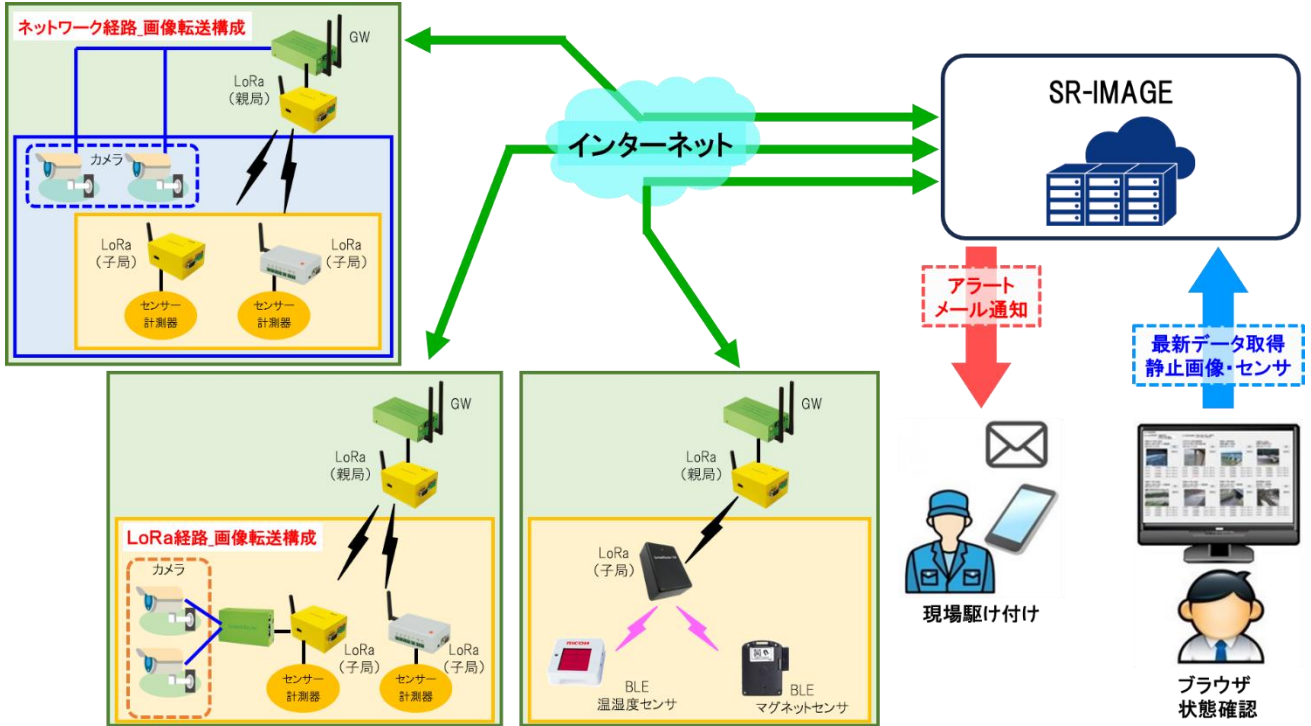 ネットワーク経路_画像転送構成
GW
LoRa
(親局)
カメラ
LoRa
(子局)
LoRa
(子局)
センサー
計測器
センサー
計測器
インターネット
SR-IMAGE
アラート
メール通知
最新データ取得
静止画像・センサ
現場駆け付け
ブラウザ
状態確認
GW
LoRa
(親局)
LoRa経路_画像転送構成
カメラ
LoRa
(子局)
LoRa
(子局)
センサー
計測器
センサー
計測器
GW
LoRa
(親局)
LoRa
(子局)
RICOH
BLE
温湿度センサ
BLE
マグネットセンサ